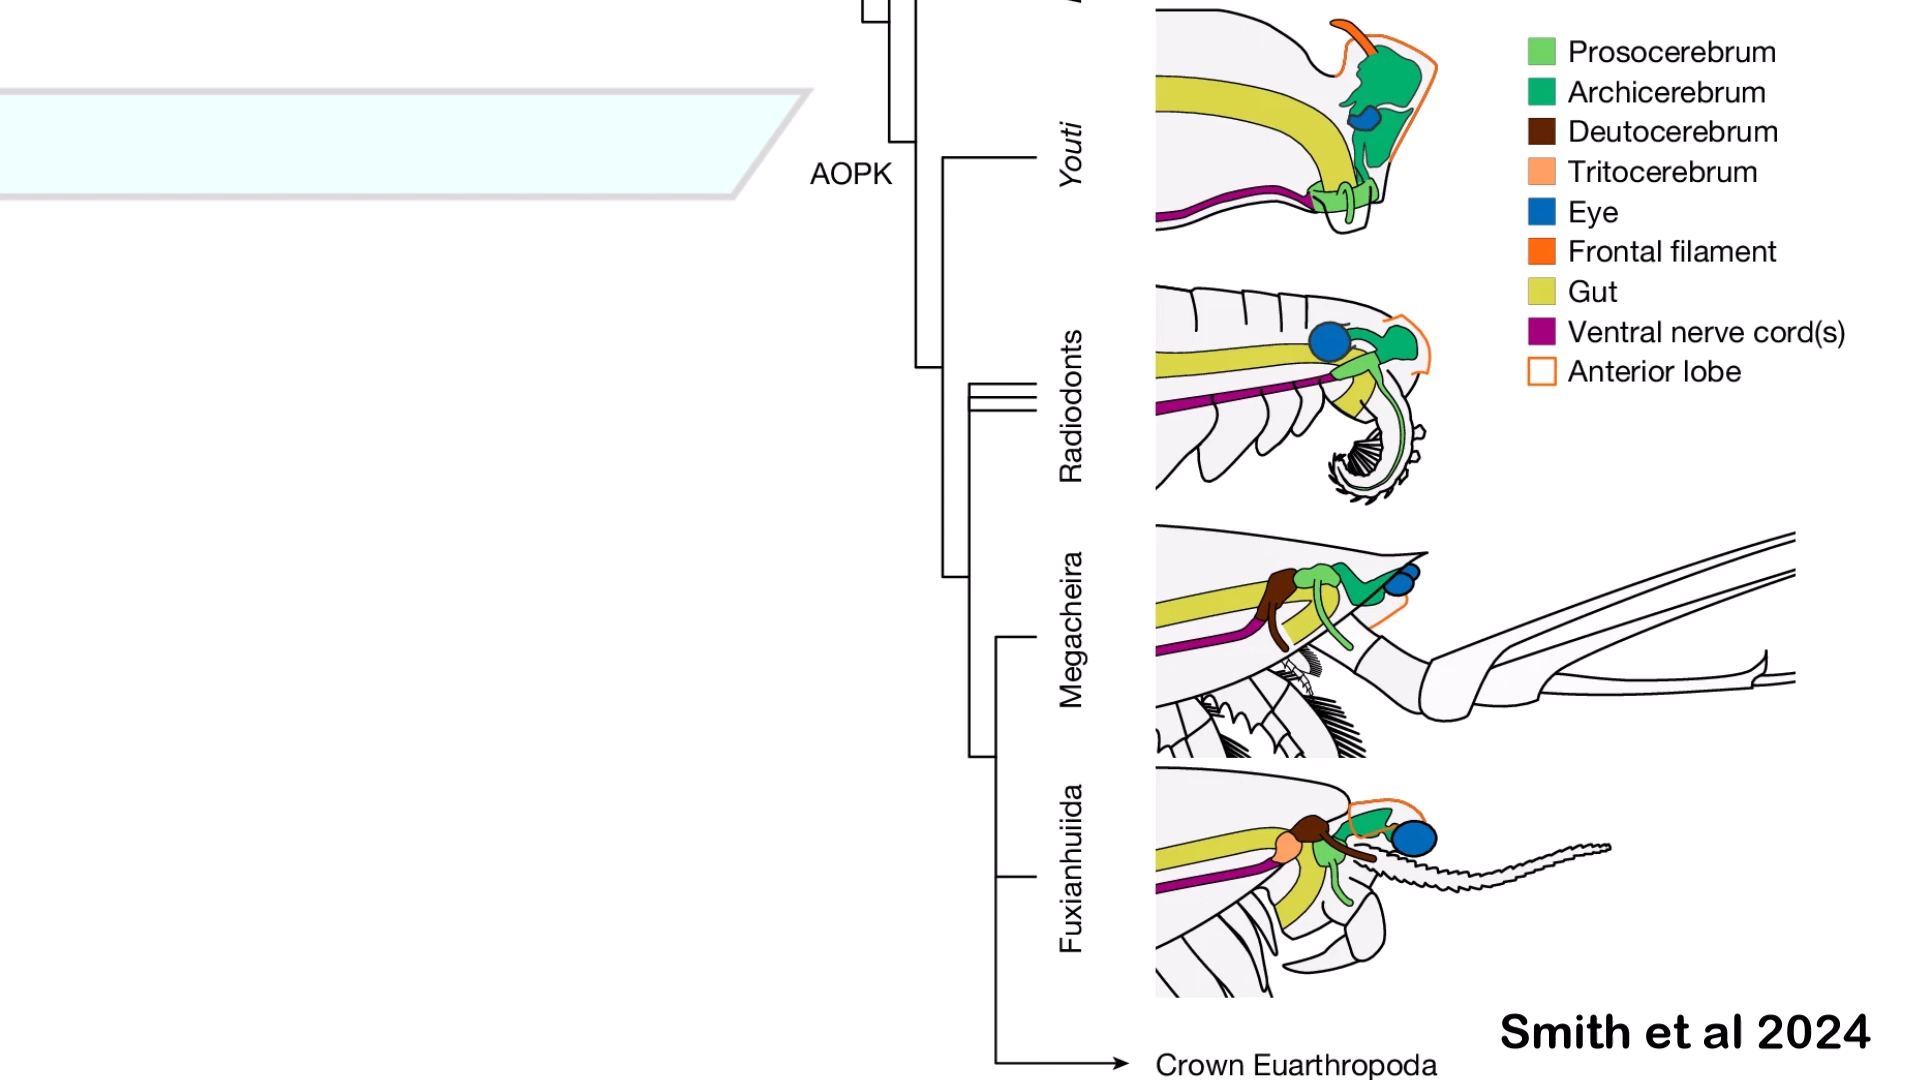 Prosocerebrum
Archicerebrum
Deutocerebrum
Tritocerebrum
Eye
Frontal filament
Gut
Ventral nerve cord(s)
Anterior lobe
AOPK
Youti
Radiodonts
Megacheira
Fuxianhuiida
Crown Euarthropoda
Smith et al 2024